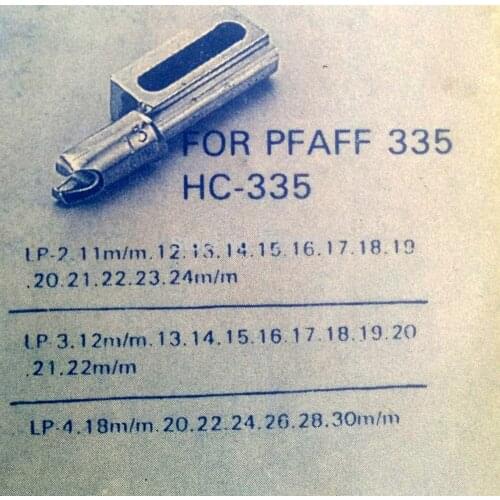 3
FOR PFAFF 335
HC-335
LP-2.11m/m.12.13.14.15.16.17.18.19
.20.21.22.23.24m/m
LP-3.12m/m.13.14.15.16.17.18.19.20
.21.22m/m
LP-4.18m/m.20.22.24.26.28.30m/m